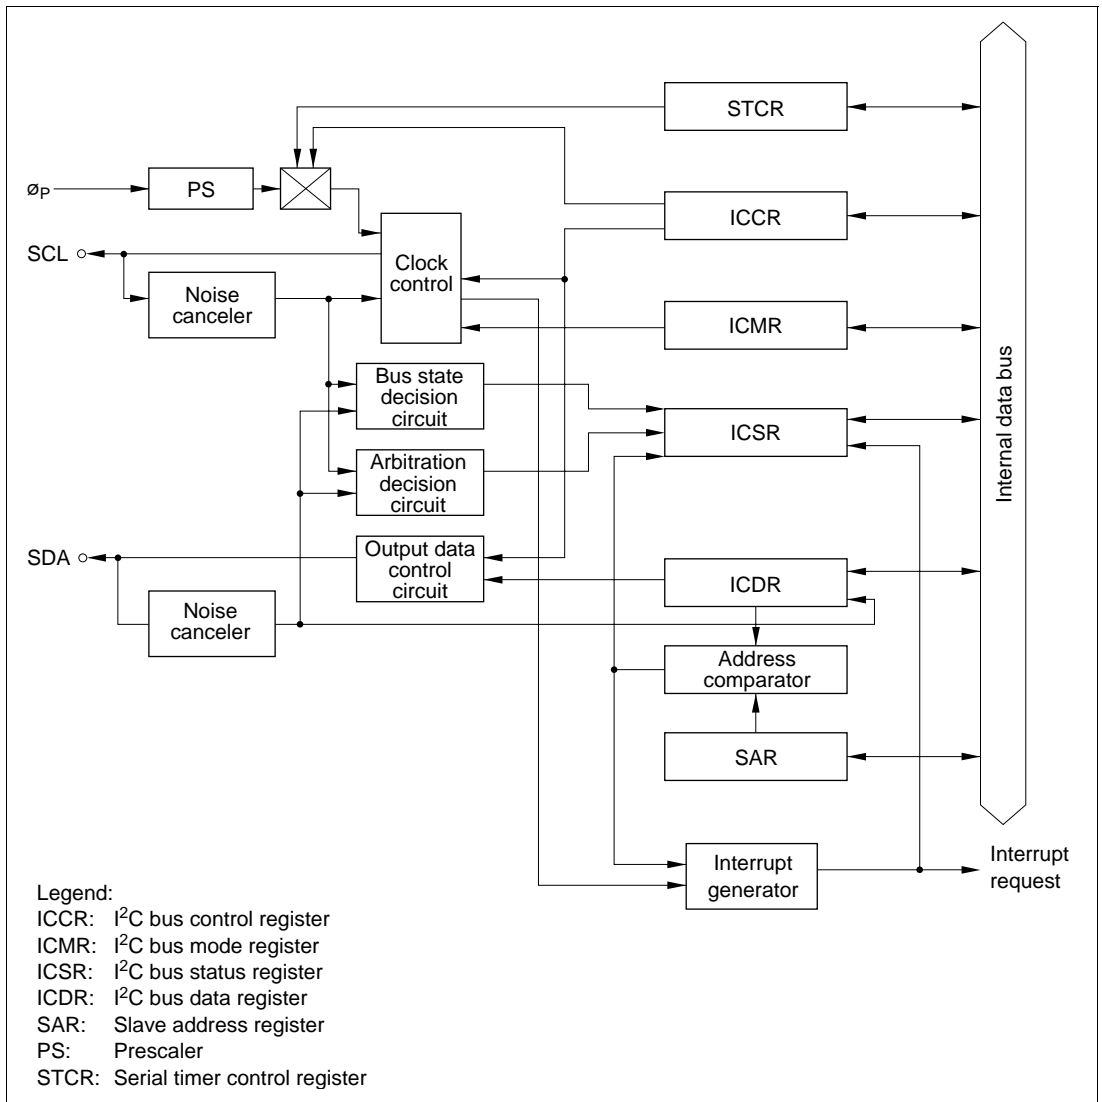 STCR
øP
PS
ICCR
SCL
Clock
control
Noise
canceler
ICMR
Bus state
decision
circuit
ICSR
Internal data bus
Arbitration
decision
circuit
SDA
Output data
control
circuit
ICDR
Noise
canceler
Address
comparator
SAR
Interrupt
generator
Interrupt
request
Legend:
ICCR: I²C bus control register
ICMR: I²C bus mode register
ICSR: I²C bus status register
ICDR: I²C bus data register
SAR: Slave address register
PS: Prescaler
STCR: Serial timer control register